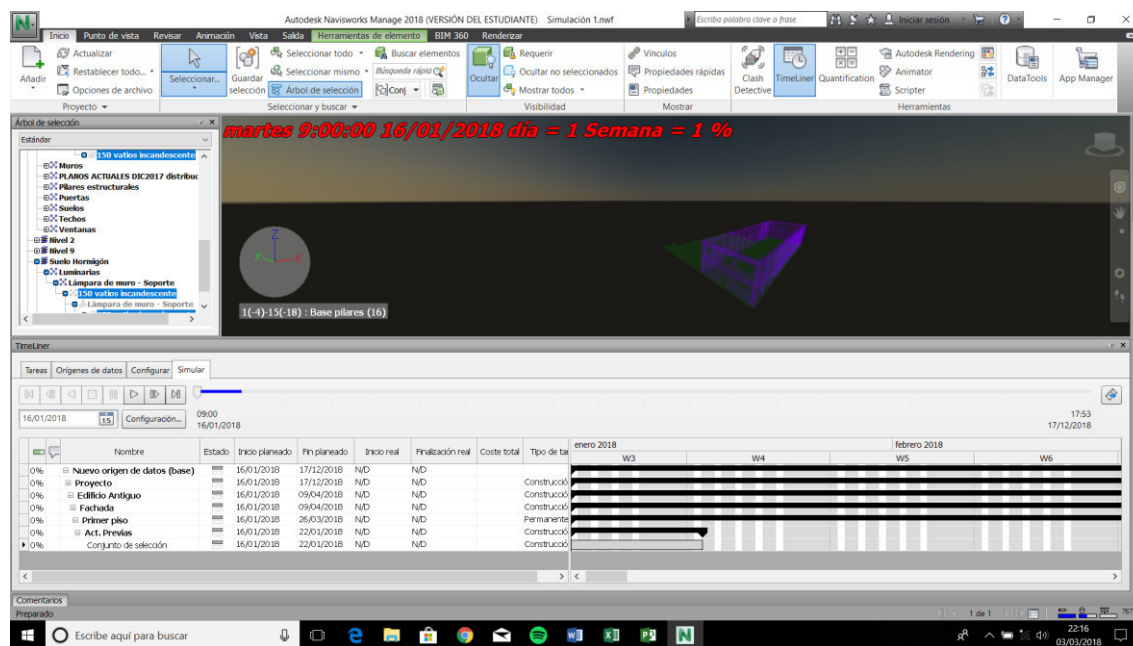 Autodesk Navisworks Manage 2018 (VERSIÓN DEL ESTUDIANTE) Simulación 1.nwf
Escriba palabra clave o frase
Iniciar sesión
Inicio Punto de vista Revisar Animación Vista Salida Herramientas de elemento BIM 360 Renderizar
Añadir
Actualizar
Restablecer todo...
Opciones de archivo
Proyecto
Seleccionar...
Guardar selección
Seleccionar todo
Seleccionar mismo
Árbol de selección
Buscar elementos
Búsqueda rápid
Conj
Seleccionar y buscar
Ocultar
Requerir
Ocultar no seleccionados
Mostrar todos
Visibilidad
Vínculos
Propiedades rápidas
Propiedades
Mostrar
Clash Detective
TimeLiner
Quantification
Autodesk Rendering
Animator
Scripter
Herramientas
DataTools
App Manager
Árbol de selección
Estándar
150 vatios incandescente
Muros
PLANOS ACTUALES DIC2017 distribuc
Pilares estructurales
Puertas
Suelos
Techos
Ventanas
Nivel 2
Nivel 9
Suelo Hormigón
Luminarias
Lámpara de muro - Soporte
150 vatios incandescente
Lámpara de muro - Soporte
martes 9:00:00 16/01/2018 día = 1 Semana = 1 %
Z
Y X
1(-4)-15(-18) : Base pilares (16)
TimeLiner
Tareas Orígenes de datos Configurar Simular
16/01/2018 15 Configuración...
09:00
16/01/2018
17:53
17/12/2018
Nombre Estado Inicio planeado Fin planeado Inicio real Finalización real Coste total Tipo de tar
enero 2018 febrero 2018
W3 W4 W5 W6
0% Nuevo origen de datos (base) 16/01/2018 17/12/2018 N/D N/D
0% Proyecto 16/01/2018 17/12/2018 N/D N/D Construcció
0% Edificio Antiguo 16/01/2018 09/04/2018 N/D N/D Construcció
0% Fachada 16/01/2018 09/04/2018 N/D N/D Construcció
0% Primer piso 16/01/2018 26/03/2018 N/D N/D Permanente
0% Act. Previas 16/01/2018 22/01/2018 N/D N/D Construcció
0% Conjunto de selección 16/01/2018 22/01/2018 N/D N/D Construcció
Comentarios
Preparado
1 de 1
767
Escribe aquí para buscar
22:16
03/03/2018